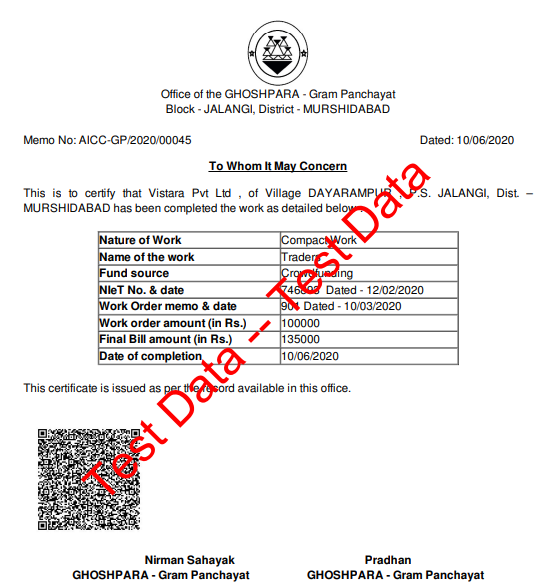 Office of the GHOSHPARA - Gram Panchayat
Block - JALANGI, District - MURSHIDABAD
Memo No: AICC-GP/2020/00045 Dated: 10/06/2020
To Whom It May Concern
This is to certify that Vistara Pvt Ltd , of Village DAYARAMPUR , P.S. JALANGI, Dist. –
MURSHIDABAD has been completed the work as detailed below
Nature of Work Compact Work
Name of the work Traders
Fund source Crowdfunding
NIeT No. & date Dated - 12/02/2020
Work Order memo & date Dated - 10/03/2020
Work order amount (in Rs.) 100000
Final Bill amount (in Rs.) 135000
Date of completion 10/06/2020
This certificate is issued as per the record available in this office.
Test Data -- Test Data
Nirman Sahayak Pradhan
GHOSHPARA - Gram Panchayat GHOSHPARA - Gram Panchayat